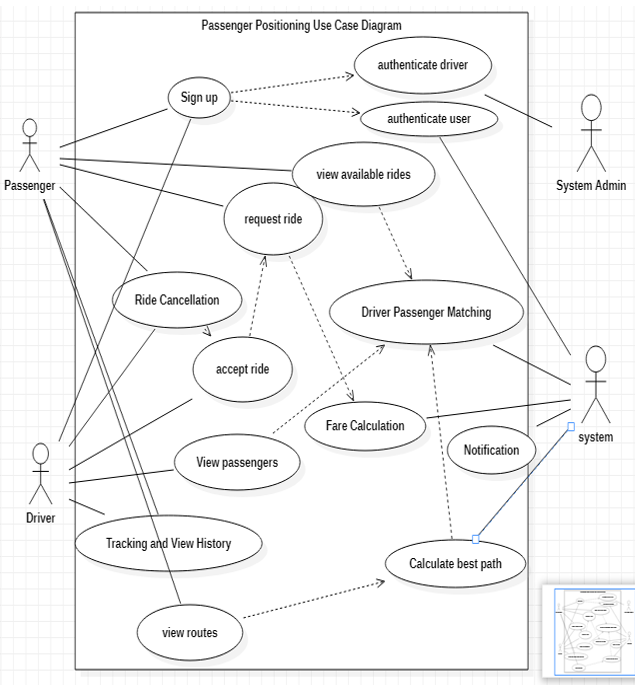 Passenger Positioning Use Case Diagram
authenticate driver
Sign up
authenticate user
Passenger
System Admin
view available rides
request ride
Ride Cancellation
Driver Passenger Matching
accept ride
Fare Calculation
system
Notification
View passengers
Driver
Tracking and View History
Calculate best path
view routes